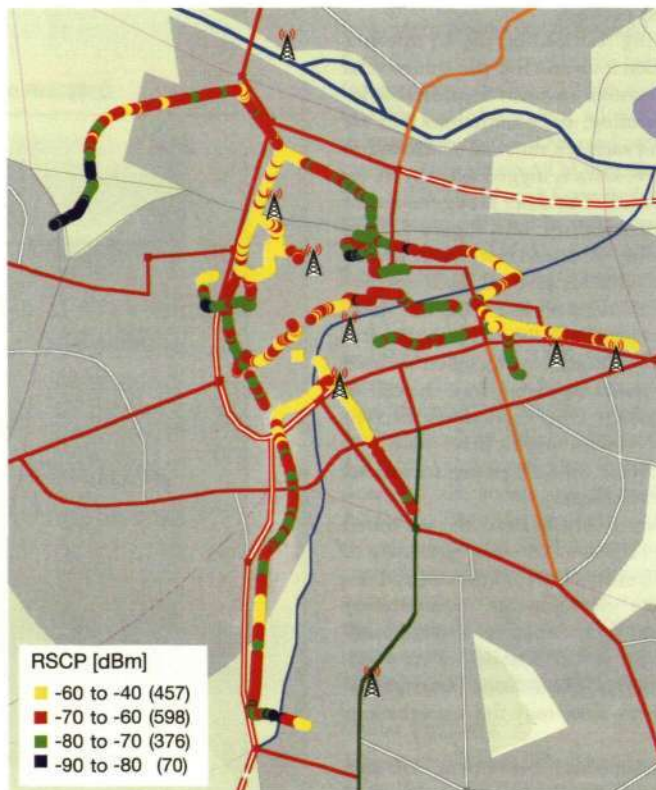 RSCP [dBm]
-60 to -40 (457)
-70 to -60 (598)
-80 to -70 (376)
-90 to -80 (70)